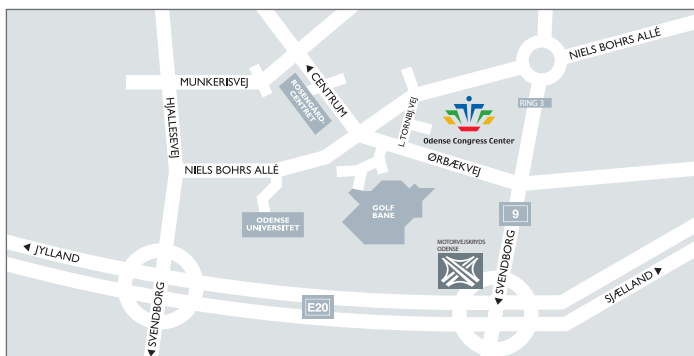 NIELS BOHRS ALLÉ
CENTRUM
MUNKERISVEJ
ROSENGÅRD-
CENTRET
HJALLESEVEJ
L. TORNBJ.VEJ
RING 3
Odense Congress Center
ØRBÆKVEJ
NIELS BOHRS ALLÉ
ODENSE
UNIVERSITET
GOLF
BANE
9
MOTORVEJSKRYDS
ODENSE
JYLLAND
SVENDBORG
SJÆLLAND
E20
SVENDBORG